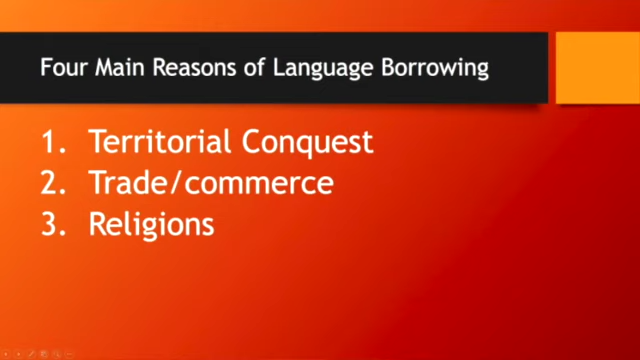 Four Main Reasons of Language Borrowing
1. Territorial Conquest
2. Trade/commerce
3. Religions